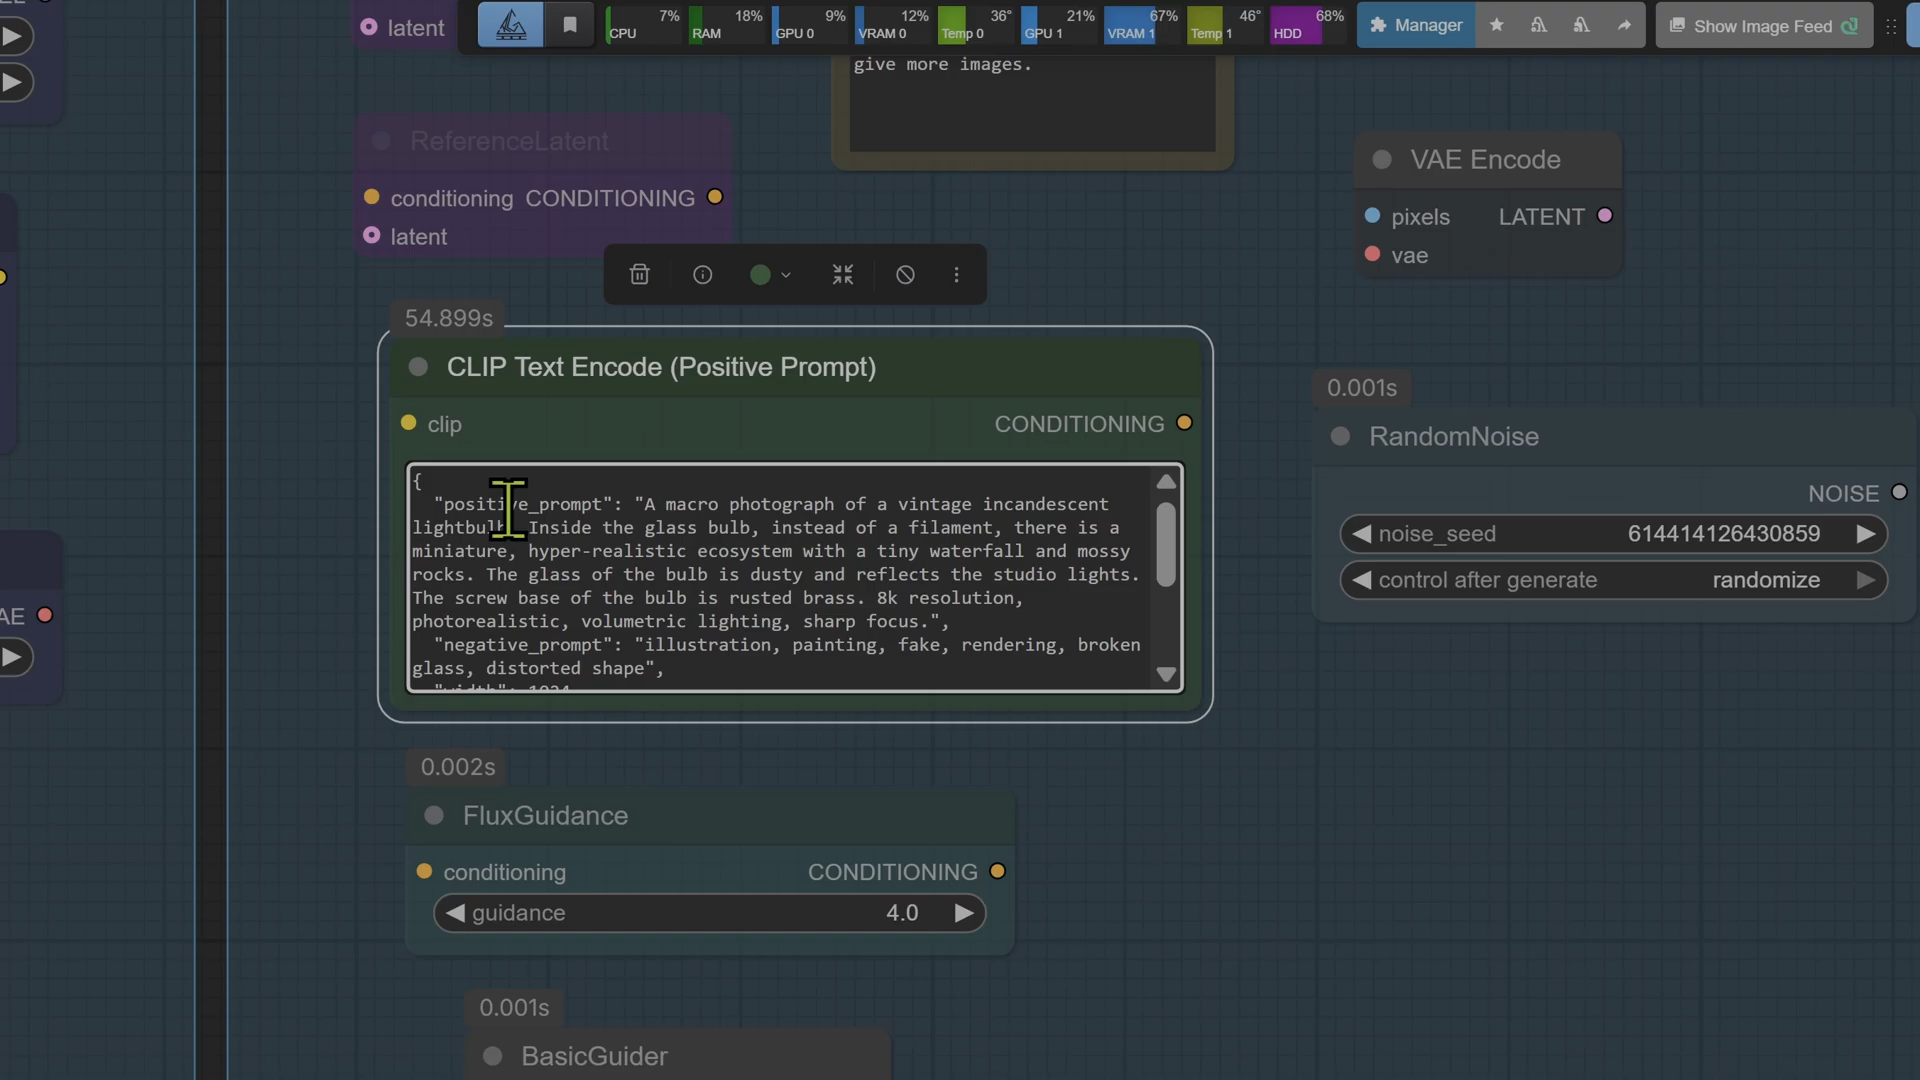 latent
7%
CPU
18%
RAM
9%
GPU 0
12%
VRAM 0
36°
Temp 0
21%
GPU 1
67%
VRAM 1
46°
Temp 1
68%
HDD
Manager
Show Image Feed
give more images.
ReferenceLatent
conditioning CONDITIONING
latent
VAE Encode
pixels LATENT
vae
54.899s
CLIP Text Encode (Positive Prompt)
clip CONDITIONING
{
"positive_prompt": "A macro photograph of a vintage incandescent
lightbulb. Inside the glass bulb, instead of a filament, there is a
miniature, hyper-realistic ecosystem with a tiny waterfall and mossy
rocks. The glass of the bulb is dusty and reflects the studio lights.
The screw base of the bulb is rusted brass. 8k resolution,
photorealistic, volumetric lighting, sharp focus.",
"negative_prompt": "illustration, painting, fake, rendering, broken
glass, distorted shape",
"width": 1024
0.001s
RandomNoise
NOISE
noise_seed 614414126430859
control after generate randomize
AE
0.002s
FluxGuidance
conditioning CONDITIONING
guidance 4.0
0.001s
BasicGuider